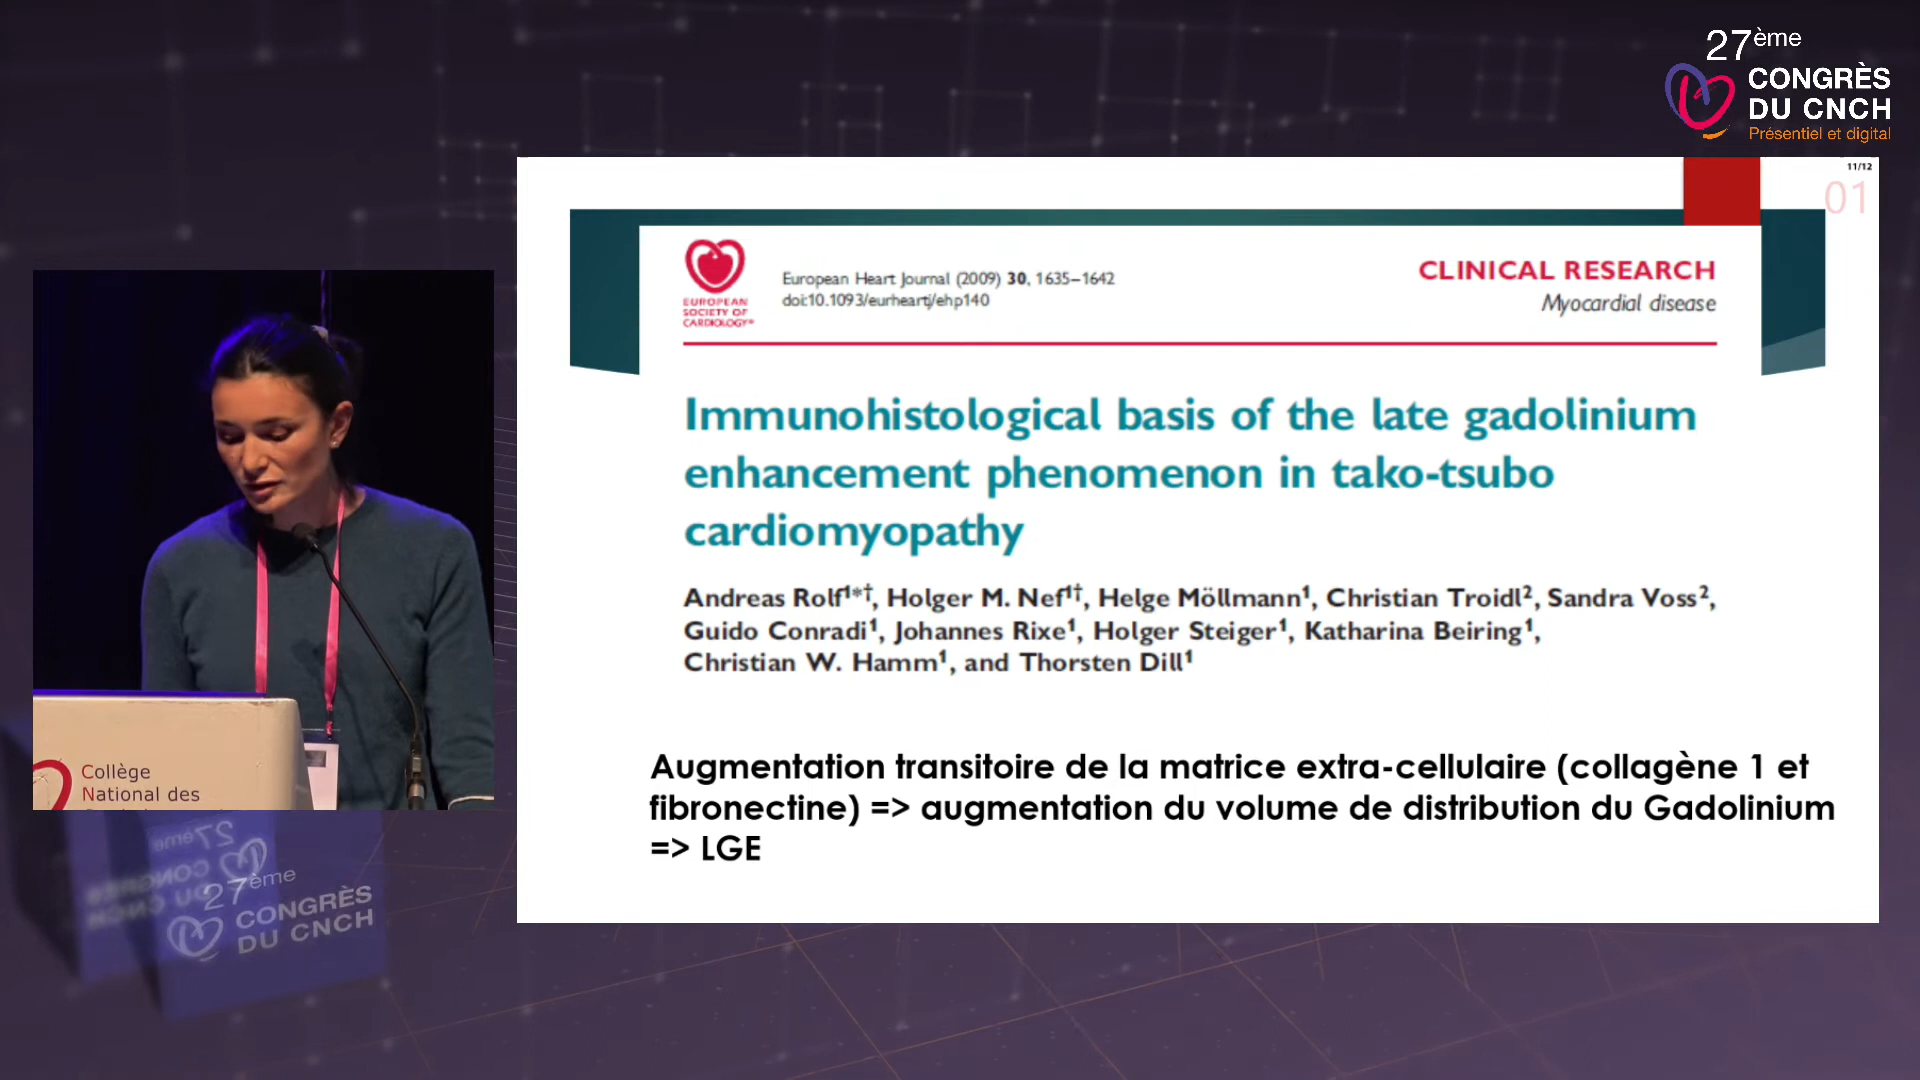 27ème
CONGRÈS
DU CNCH
Présentiel et digital
11/12
01
EUROPEAN
SOCIETY OF
CARDIOLOGY®
European Heart Journal (2009) 30, 1635–1642
doi:10.1093/eurheartj/ehp140
CLINICAL RESEARCH
Myocardial disease
Immunohistological basis of the late gadolinium
enhancement phenomenon in tako-tsubo
cardiomyopathy
Andreas Rolf1*†, Holger M. Nef1†, Helge Möllmann1, Christian Troidl2, Sandra Voss2,
Guido Conradi1, Johannes Rixe1, Holger Steiger1, Katharina Beiring1,
Christian W. Hamm1, and Thorsten Dill1
Augmentation transitoire de la matrice extra-cellulaire (collagène 1 et
fibronectine) => augmentation du volume de distribution du Gadolinium
=> LGE
Collège
National des
27ème
CONGRÈS
DU CNCH